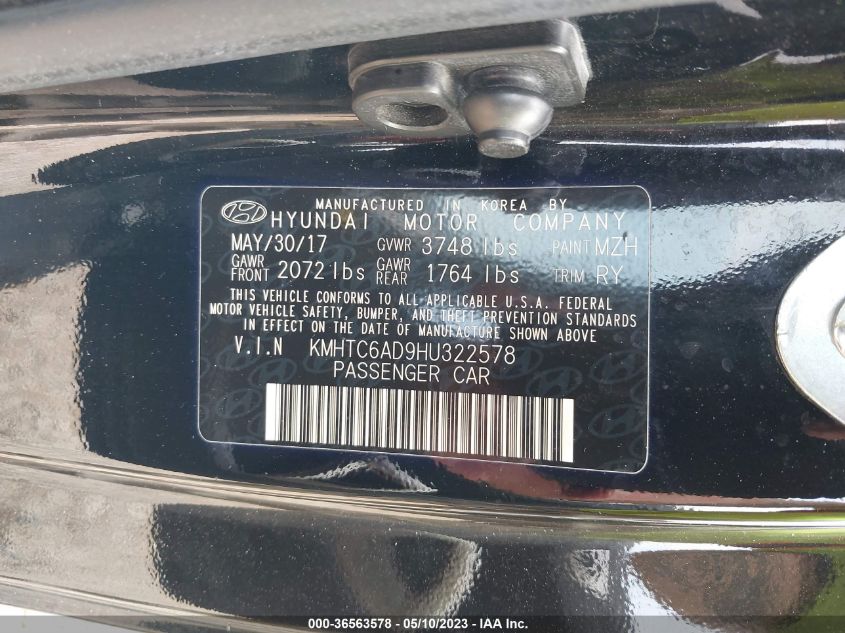 MANUFACTURED IN KOREA BY
HYUNDAI MOTOR COMPANY
MAY/30/17 GVWR 3748 lbs PAINT MZH
GAWR FRONT 2072 lbs GAWR REAR 1764 lbs TRIM RY
THIS VEHICLE CONFORMS TO ALL APPLICABLE U.S.A. FEDERAL
MOTOR VEHICLE SAFETY, BUMPER, AND THEFT PREVENTION STANDARDS
IN EFFECT ON THE DATE OF MANUFACTURE SHOWN ABOVE
V.I.N KMHTC6AD9HU322578
PASSENGER CAR
000-36563578 - 05/10/2023 - IAA Inc.